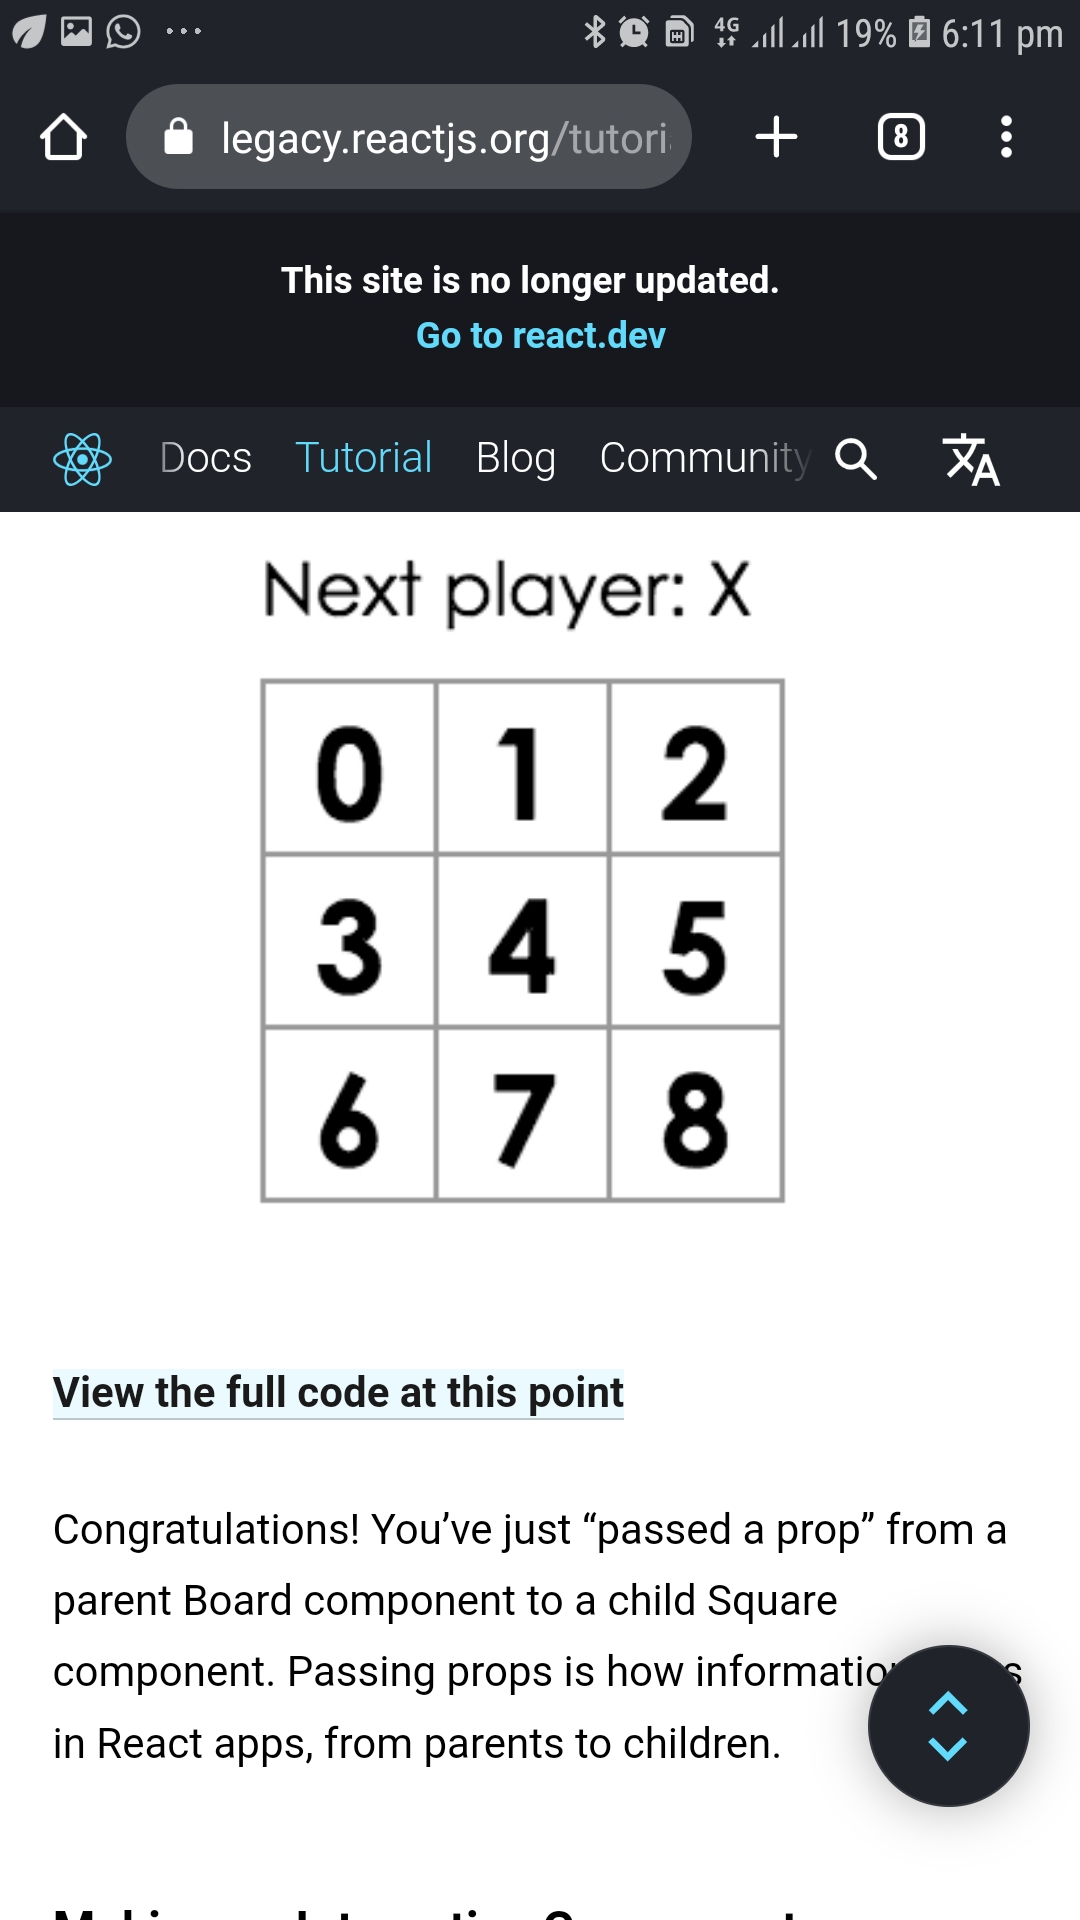 4G 19% 6:11 pm
legacy.reactjs.org/tutori
8
This site is no longer updated.
Go to react.dev
Docs Tutorial Blog Community
Next player: X
0 1 2
3 4 5
6 7 8
View the full code at this point
Congratulations! You’ve just “passed a prop” from a
parent Board component to a child Square
component. Passing props is how
in React apps, from parents to children.